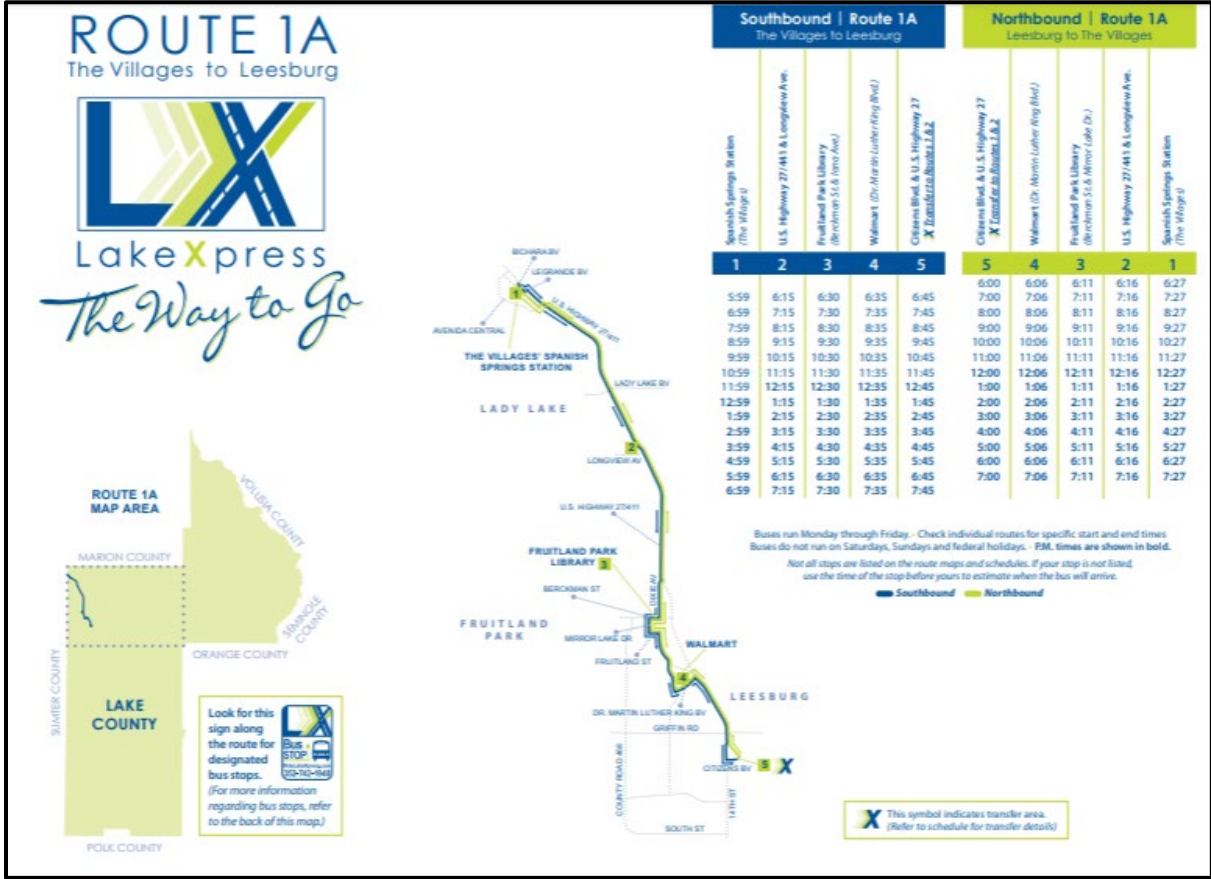 ROUTE 1A
The Villages to Leesburg
LX
LakeXpress
The Way to Go
Southbound | Route 1A
The Villages to Leesburg
Spanish Springs Station
(The Villages)
U.S. Highway 27/441 & Longview Ave.
Fruitland Park Library
(Berckman St. & Iona Ave.)
Walmart (Dr. Martin Luther King Blvd.)
Citizens Blvd. & U.S. Highway 27
X Transfer to Routes 1 & 2
1 2 3 4 5
5:59 6:15 6:30 6:35 6:45
6:59 7:15 7:30 7:35 7:45
7:59 8:15 8:30 8:35 8:45
8:59 9:15 9:30 9:35 9:45
9:59 10:15 10:30 10:35 10:45
10:59 11:15 11:30 11:35 11:45
11:59 12:15 12:30 12:35 12:45
12:59 1:15 1:30 1:35 1:45
1:59 2:15 2:30 2:35 2:45
2:59 3:15 3:30 3:35 3:45
3:59 4:15 4:30 4:35 4:45
4:59 5:15 5:30 5:35 5:45
5:59 6:15 6:30 6:35 6:45
6:59 7:15 7:30 7:35 7:45
Northbound | Route 1A
Leesburg to The Villages
Citizens Blvd. & U.S. Highway 27
X Transfer to Routes 1 & 2
Walmart (Dr. Martin Luther King Blvd.)
Fruitland Park Library
(Berckman St. & Mirror Lake Dr.)
U.S. Highway 27/441 & Longview Ave.
Spanish Springs Station
(The Villages)
5 4 3 2 1
6:00 6:06 6:11 6:16 6:27
7:00 7:06 7:11 7:16 7:27
8:00 8:06 8:11 8:16 8:27
9:00 9:06 9:11 9:16 9:27
10:00 10:06 10:11 10:16 10:27
11:00 11:06 11:11 11:16 11:27
12:00 12:06 12:11 12:16 12:27
1:00 1:06 1:11 1:16 1:27
2:00 2:06 2:11 2:16 2:27
3:00 3:06 3:11 3:16 3:27
4:00 4:06 4:11 4:16 4:27
5:00 5:06 5:11 5:16 5:27
6:00 6:06 6:11 6:16 6:27
7:00 7:06 7:11 7:16 7:27
Buses run Monday through Friday. - Check individual routes for specific start and end times
Buses do not run on Saturdays, Sundays and federal holidays. - P.M. times are shown in bold.
Not all stops are listed on the route maps and schedules. If your stop is not listed,
use the time of the stop before yours to estimate when the bus will arrive.
Southbound Northbound
BICHARA BV
LEGRANDE BV
1
U.S. HIGHWAY 27/411
AVENIDA CENTRAL
THE VILLAGES' SPANISH
SPRINGS STATION
LADY LAKE BV
LADY LAKE
2
LONGVIEW AV
U.S. HIGHWAY 27/411
FRUITLAND PARK
LIBRARY 3
DIXIE AV
BERCKMAN ST
FRUITLAND
PARK
MIRROR LAKE DR
FRUITLAND ST
WALMART
4
LEESBURG
DR. MARTIN LUTHER KING BV
GRIFFIN RD
CITIZENS BV
5 X
COUNTY ROAD 468
14TH ST
SOUTH ST
ROUTE 1A
MAP AREA
VOLUSIA COUNTY
MARION COUNTY
SEMINOLE
COUNTY
ORANGE COUNTY
SUMTER COUNTY
LAKE
COUNTY
POLK COUNTY
Look for this
sign along
the route for
designated
bus stops.
(For more information
regarding bus stops, refer
to the back of this map.)
LX
Bus
STOP
352-742-1940
X This symbol indicates transfer area.
(Refer to schedule for transfer details)